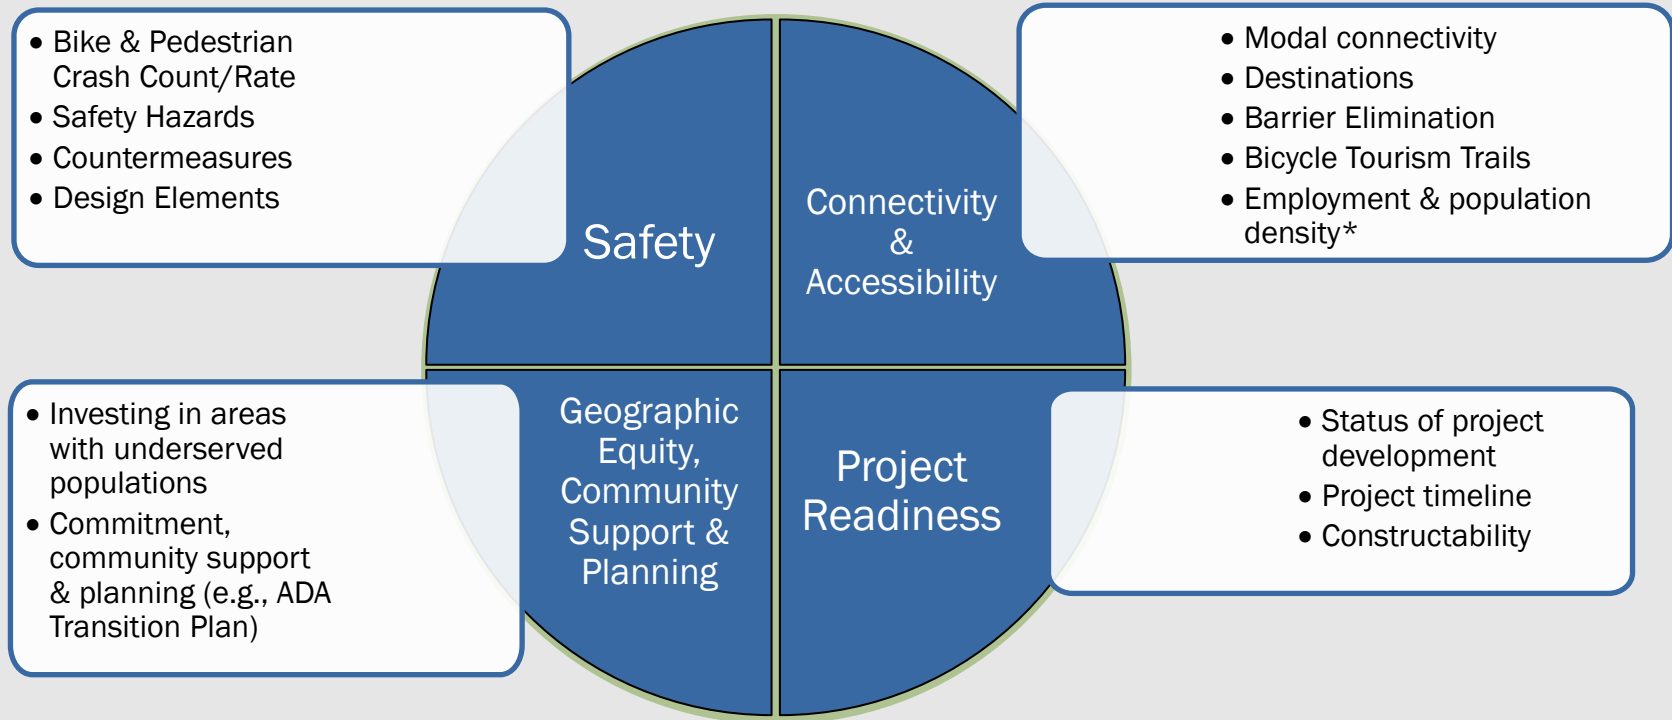 • Bike & Pedestrian
Crash Count/Rate
• Safety Hazards
• Countermeasures
• Design Elements
Safety
Connectivity
&
Accessibility
• Modal connectivity
• Destinations
• Barrier Elimination
• Bicycle Tourism Trails
• Employment & population
density*
• Investing in areas
with underserved
populations
• Commitment,
community support
& planning (e.g., ADA
Transition Plan)
Geographic
Equity,
Community
Support &
Planning
Project
Readiness
• Status of project
development
• Project timeline
• Constructability